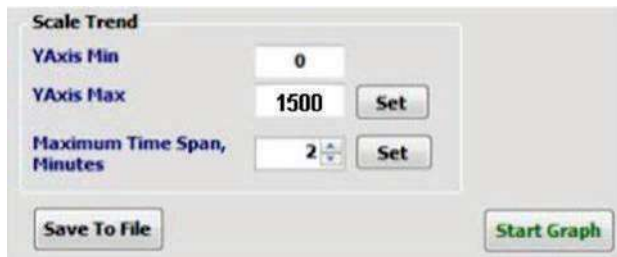 Scale Trend
YAxis Min 0
YAxis Max 1500 Set
Maximum Time Span, Minutes 2 Set
Save To File Start Graph